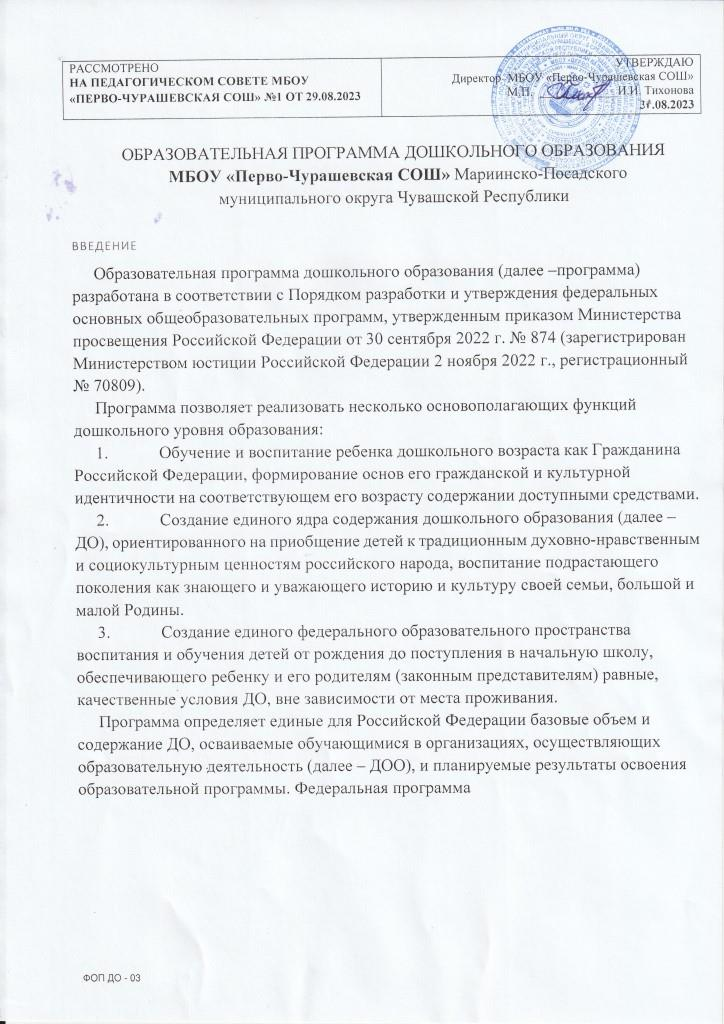 РАССМОТРЕНО
НА ПЕДАГОГИЧЕСКОМ СОВЕТЕ МБОУ
«ПЕРВО-ЧУРАШЕВСКАЯ СОШ» №1 ОТ 29.08.2023
УТВЕРЖДАЮ
Директор МБОУ «Перво-Чурашевская СОШ»
М.П. И.И. Тихонова
31.08.2023
ОБРАЗОВАТЕЛЬНАЯ ПРОГРАММА ДОШКОЛЬНОГО ОБРАЗОВАНИЯ
МБОУ «Перво-Чурашевская СОШ» Мариинско-Посадского
муниципального округа Чувашской Республики
ВВЕДЕНИЕ
Образовательная программа дошкольного образования (далее –программа)
разработана в соответствии с Порядком разработки и утверждения федеральных
основных общеобразовательных программ, утвержденным приказом Министерства
просвещения Российской Федерации от 30 сентября 2022 г. № 874 (зарегистрирован
Министерством юстиции Российской Федерации 2 ноября 2022 г., регистрационный
№ 70809).
Программа позволяет реализовать несколько основополагающих функций
дошкольного уровня образования:
1. Обучение и воспитание ребенка дошкольного возраста как Гражданина
Российской Федерации, формирование основ его гражданской и культурной
идентичности на соответствующем его возрасту содержании доступными средствами.
2. Создание единого ядра содержания дошкольного образования (далее –
ДО), ориентированного на приобщение детей к традиционным духовно-нравственным
и социокультурным ценностям российского народа, воспитание подрастающего
поколения как знающего и уважающего историю и культуру своей семьи, большой и
малой Родины.
3. Создание единого федерального образовательного пространства
воспитания и обучения детей от рождения до поступления в начальную школу,
обеспечивающего ребенку и его родителям (законным представителям) равные,
качественные условия ДО, вне зависимости от места проживания.
Программа определяет единые для Российской Федерации базовые объем и
содержание ДО, осваиваемые обучающимися в организациях, осуществляющих
образовательную деятельность (далее – ДОО), и планируемые результаты освоения
образовательной программы. Федеральная программа
ФОП ДО - 03